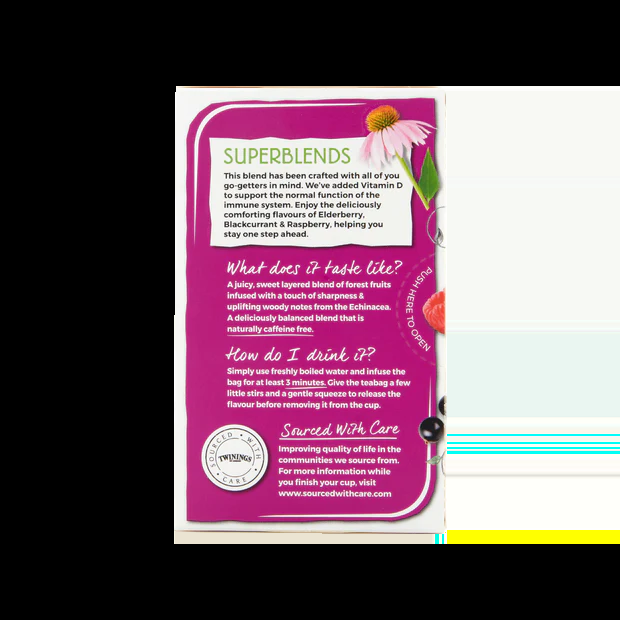 SUPERBLENDS
This blend has been crafted with all of you
go-getters in mind. We've added Vitamin D
to support the normal function of the
immune system. Enjoy the deliciously
comforting flavours of Elderberry,
Blackcurrant & Raspberry, helping you
stay one step ahead.
What does it taste like?
A juicy, sweet layered blend of forest fruits
infused with a touch of sharpness &
uplifting woody notes from the Echinacea.
A deliciously balanced blend that is
naturally caffeine free.
PUSH HERE TO OPEN
How do I drink it?
Simply use freshly boiled water and infuse the
bag for at least 3 minutes. Give the teabag a few
little stirs and a gentle squeeze to release the
flavour before removing it from the cup.
Sourced With Care
Improving quality of life in the
communities we source from.
For more information while
you finish your cup, visit
www.sourcedwithcare.com
SOURCED • WITH • CARE •
TWININGS